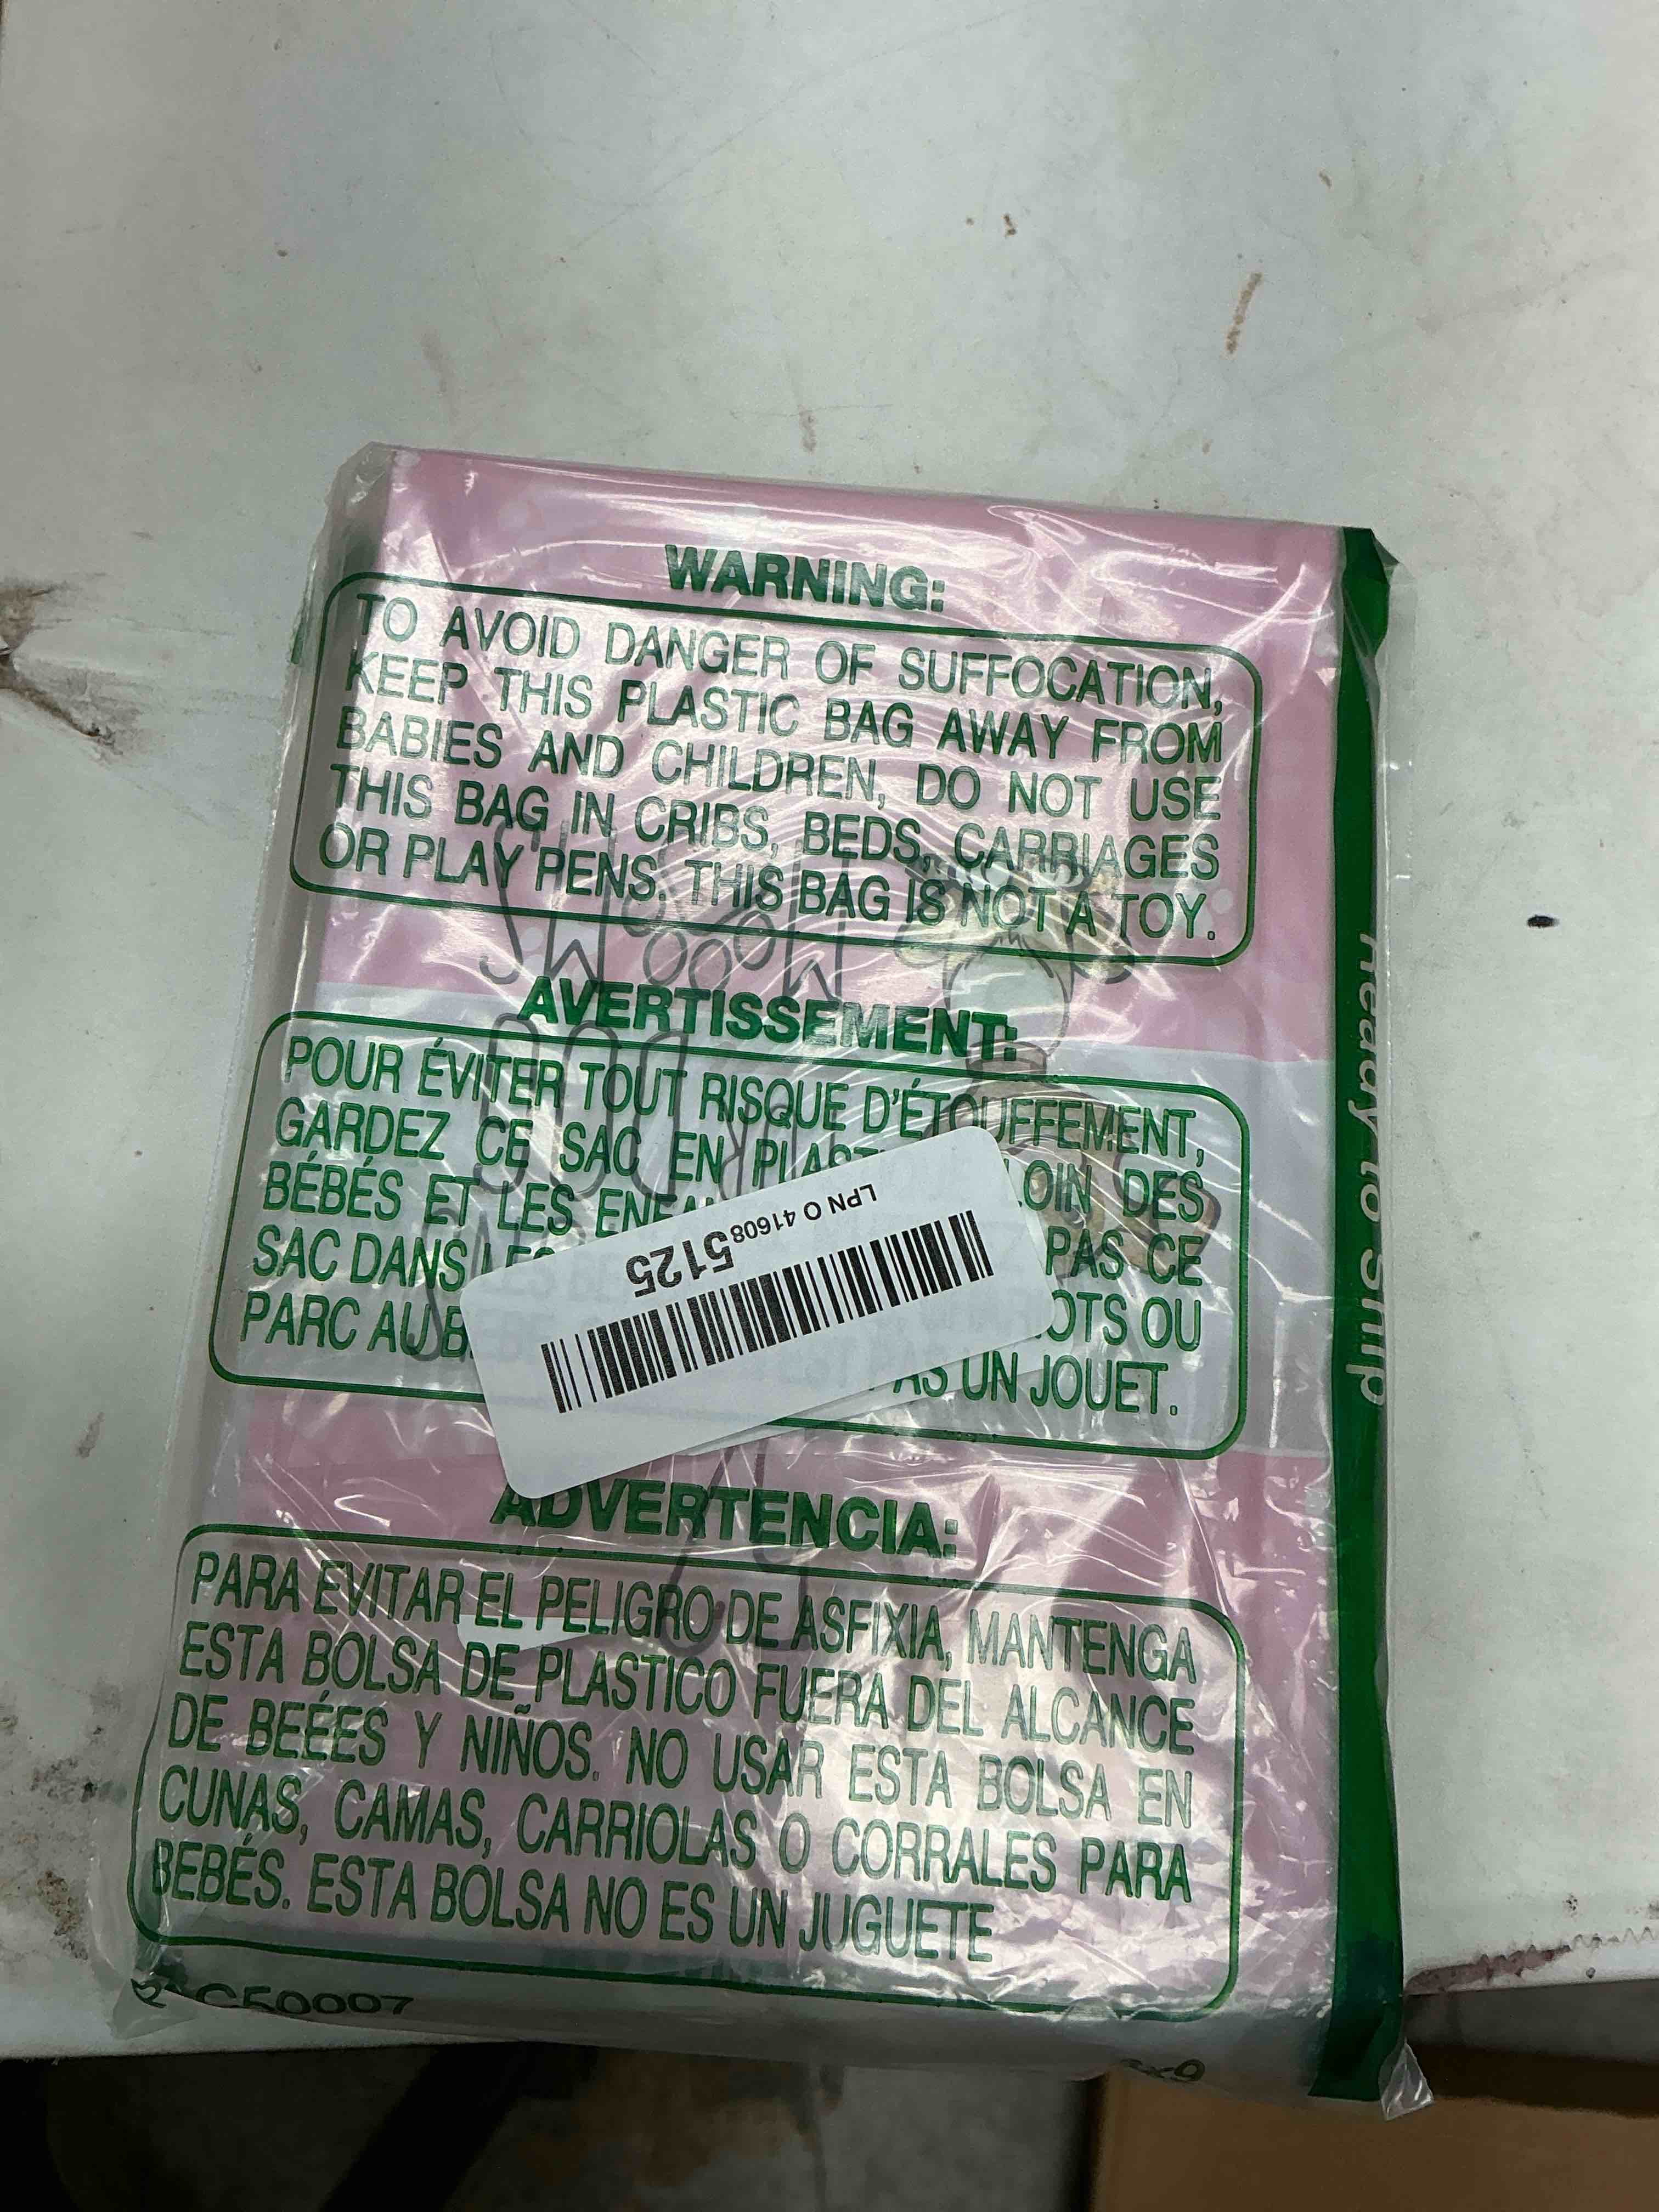 WARNING:
TO AVOID DANGER OF SUFFOCATION,
KEEP THIS PLASTIC BAG AWAY FROM
BABIES AND CHILDREN, DO NOT USE
THIS BAG IN CRIBS, BEDS, CARRIAGES
OR PLAY PENS. THIS BAG IS NOT A TOY.
AVERTISSEMENT:
POUR ÉVITER TOUT RISQUE D'ÉTOUFFEMENT,
GARDEZ CE SAC EN DES
BÉBÉS ET LES
SAC DANS PAS CE
PARC AU OU
UN JOUET.
LPN O 416085125
ADVERTENCIA:
PARA EVITAR EL PELIGRO DE ASFIXIA, MANTENGA
ESTA BOLSA DE PLASTICO FUERA DEL ALCANCE
DE BEÉES Y NIÑOS. NO USAR ESTA BOLSA EN
CUNAS, CAMAS, CARRIOLAS O CORRALES PARA
BEBÉS. ESTA BOLSA NO ES UN JUGUETE
Ready to Ship